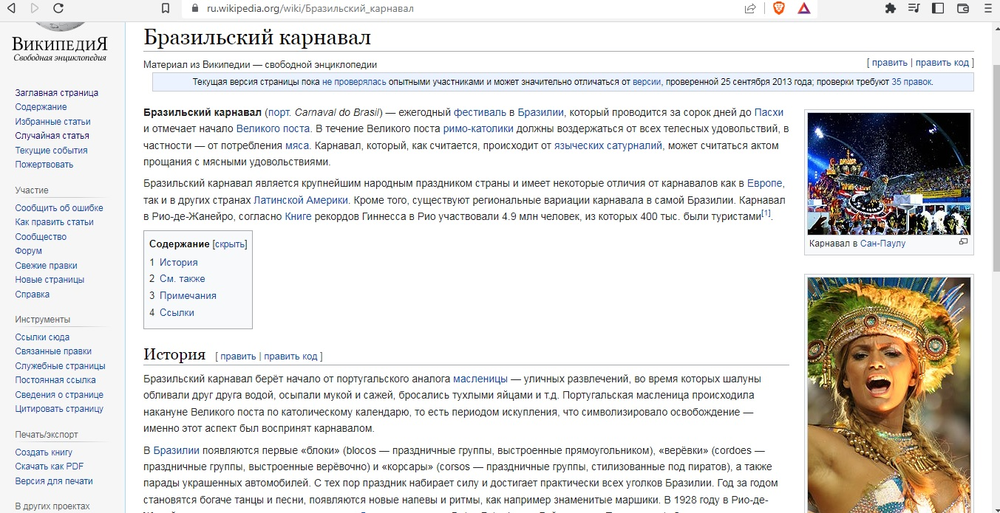 ru.wikipedia.org/wiki/Бразильский_карнавал
ВикипедиЯ
Свободная энциклопедия
Заглавная страница
Содержание
Избранные статьи
Случайная статья
Текущие события
Пожертвовать
Участие
Сообщить об ошибке
Как править статьи
Сообщество
Форум
Свежие правки
Новые страницы
Справка
Инструменты
Ссылки сюда
Связанные правки
Служебные страницы
Постоянная ссылка
Сведения о странице
Цитировать страницу
Печать/экспорт
Создать книгу
Скачать как PDF
Версия для печати
В других проектах
Бразильский карнавал
Материал из Википедии — свободной энциклопедии
[ править | править код ]
Текущая версия страницы пока не проверялась опытными участниками и может значительно отличаться от версии, проверенной 25 сентября 2013 года; проверки требуют 35 правок.
Бразильский карнавал (порт. Carnaval do Brasil) — ежегодный фестиваль в Бразилии, который проводится за сорок дней до Пасхи
и отмечает начало Великого поста. В течение Великого поста римо-католики должны воздержаться от всех телесных удовольствий, в
частности — от потребления мяса. Карнавал, который, как считается, происходит от языческих сатурналий, может считаться актом
прощания с мясными удовольствиями.
Бразильский карнавал является крупнейшим народным праздником страны и имеет некоторые отличия от карнавалов как в Европе,
так и в других странах Латинской Америки. Кроме того, существуют региональные вариации карнавала в самой Бразилии. Карнавал
в Рио-де-Жанейро, согласно Книге рекордов Гиннесса в Рио участвовали 4.9 млн человек, из которых 400 тыс. были туристами[1].
Карнавал в Сан-Паулу
Содержание [скрыть]
1 История
2 См. также
3 Примечания
4 Ссылки
История [ править | править код ]
Бразильский карнавал берёт начало от португальского аналога масленицы — уличных развлечений, во время которых шалуны
обливали друг друга водой, осыпали мукой и сажей, бросались тухлыми яйцами и т.д. Португальская масленица происходила
накануне Великого поста по католическому календарю, то есть периодом искупления, что символизировало освобождение —
именно этот аспект был воспринят карнавалом.
В Бразилии появляются первые «блоки» (blocos — праздничные группы, выстроенные прямоугольником), «верёвки» (cordoes —
праздничные группы, выстроенные верёвочно) и «корсары» (corsos — праздничные группы, стилизованные под пиратов), а также
парады украшенных автомобилей. С тех пор праздник набирает силу и достигает практически всех уголков Бразилии. Год за годом
становятся богаче танцы и песни, появляются новые напевы и ритмы, как например знаменитые маршики. В 1928 году в Рио-де-